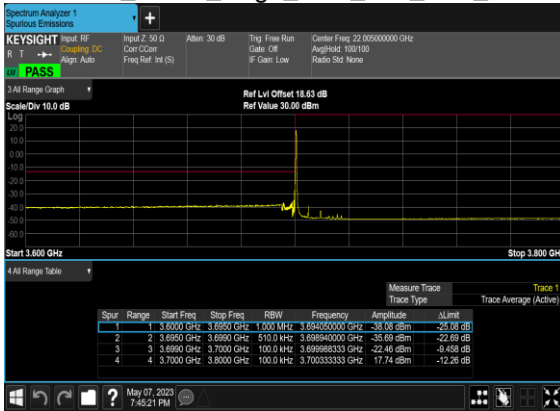 Spectrum Analyzer 1
Spurious Emissions
+
KEYSIGHT Input: RF Input Z: 50 Ω Atten: 30 dB Trig: Free Run Center Freq: 22.005000000 GHz
R T Coupling: DC Corr CCorr Gate: Off Avg|Hold: 100/100
Align: Auto Freq Ref: Int (S) IF Gain: Low Radio Std: None
PASS
3 All Range Graph
Ref Lvl Offset 18.63 dB
Scale/Div 10.0 dB Ref Value 30.00 dBm
Log
20.0
10.0
0.00
-10.0
-20.0
-30.0
-40.0
-50.0
-60.0
Start 3.600 GHz Stop 3.800 GH
4 All Range Table
Measure Trace Trace 1
Trace Type Trace Average (Active)
Spur Range Start Freq Stop Freq RBW Frequency Amplitude ΔLimit
1 1 3.6000 GHz 3.6950 GHz 1.000 MHz 3.694050000 GHz -38.08 dBm -25.08 dB
2 2 3.6950 GHz 3.6990 GHz 510.0 kHz 3.698940000 GHz -35.69 dBm -22.69 dB
3 3 3.6990 GHz 3.7000 GHz 100.0 kHz 3.699988333 GHz -22.46 dBm -9.458 dB
4 4 3.7000 GHz 3.8000 GHz 100.0 kHz 3.700333333 GHz 17.74 dBm -12.26 dB
? May 07, 2023
7:45:21 PM